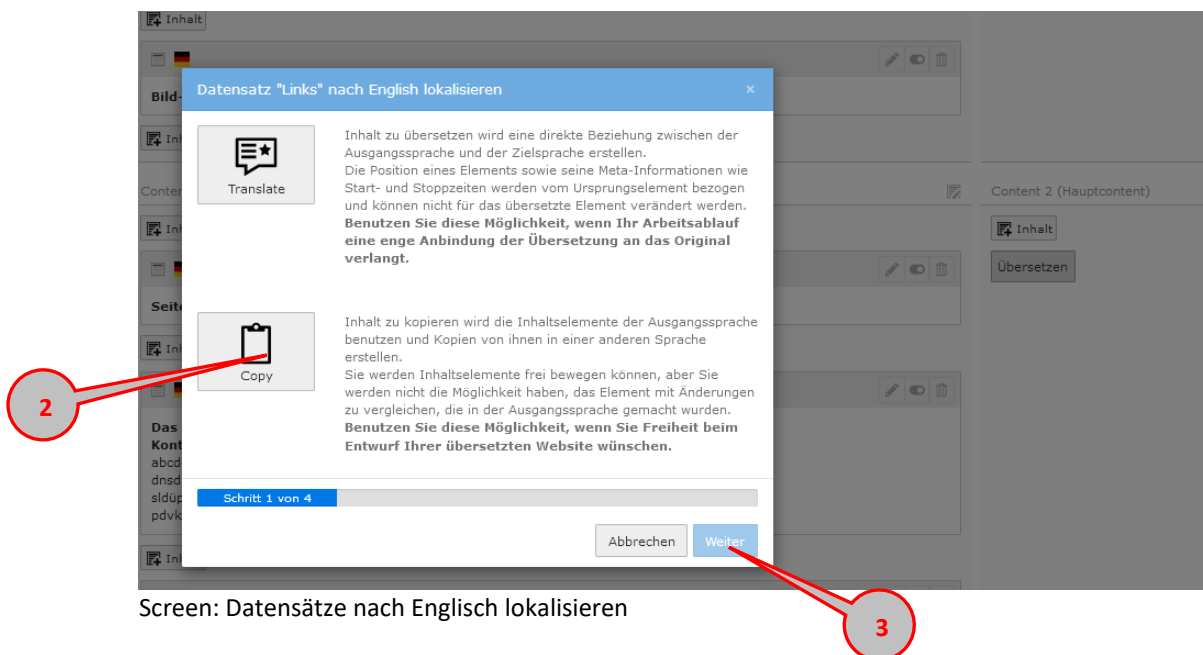 Inhalt
Bild-
Datensatz "Links" nach English lokalisieren ×
Translate
Inhalt zu übersetzen wird eine direkte Beziehung zwischen der
Ausgangssprache und der Zielsprache erstellen.
Die Position eines Elements sowie seine Meta-Informationen wie
Start- und Stoppzeiten werden vom Ursprungselement bezogen
und können nicht für das übersetzte Element verändert werden.
Benutzen Sie diese Möglichkeit, wenn Ihr Arbeitsablauf
eine enge Anbindung der Übersetzung an das Original
verlangt.
Copy
Inhalt zu kopieren wird die Inhaltselemente der Ausgangssprache
benutzen und Kopien von ihnen in einer anderen Sprache
erstellen.
Sie werden Inhaltselemente frei bewegen können, aber Sie
werden nicht die Möglichkeit haben, das Element mit Änderungen
zu vergleichen, die in der Ausgangssprache gemacht wurden.
Benutzen Sie diese Möglichkeit, wenn Sie Freiheit beim
Entwurf Ihrer übersetzten Website wünschen.
Schritt 1 von 4
Abbrechen
Weiter
Content 2 (Hauptcontent)
Inhalt
Übersetzen
Das
Kont
abcd
dnsd
pdvk
2
3
Screen: Datensätze nach Englisch lokalisieren